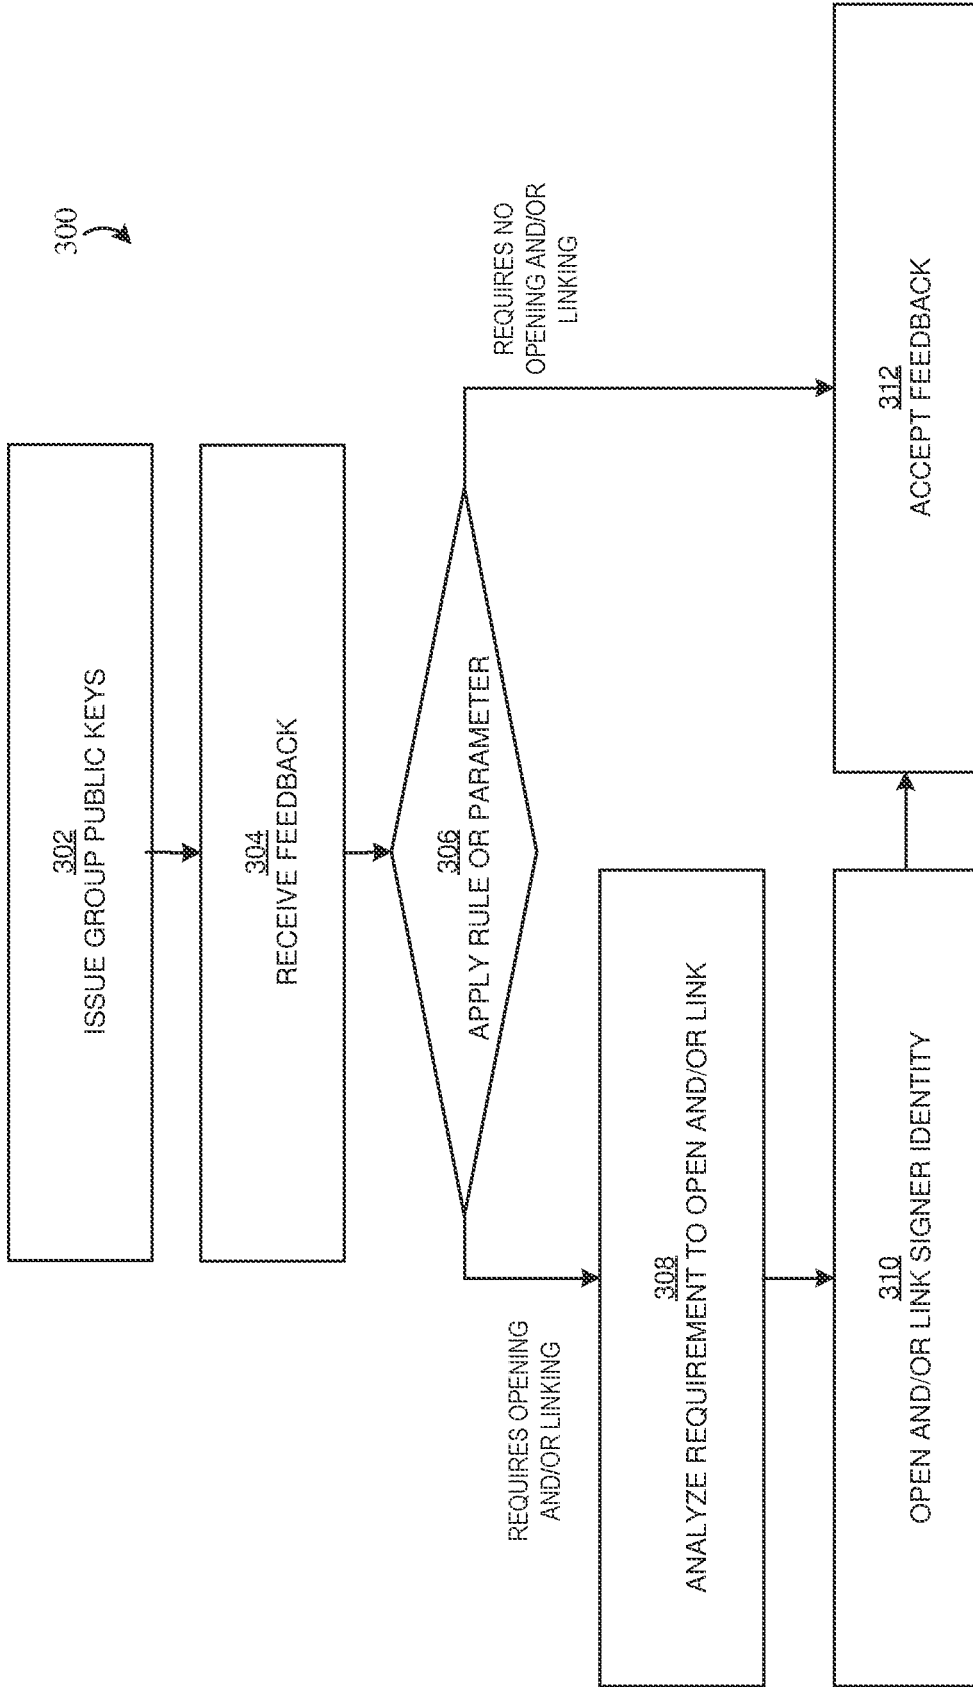 300
302
ISSUE GROUP PUBLIC KEYS
304
RECEIVE FEEDBACK
306
APPLY RULE OR PARAMETER
REQUIRES OPENING
AND/OR LINKING
REQUIRES NO
OPENING AND/OR
LINKING
308
ANALYZE REQUIREMENT TO OPEN AND/OR LINK
310
OPEN AND/OR LINK SIGNER IDENTITY
312
ACCEPT FEEDBACK